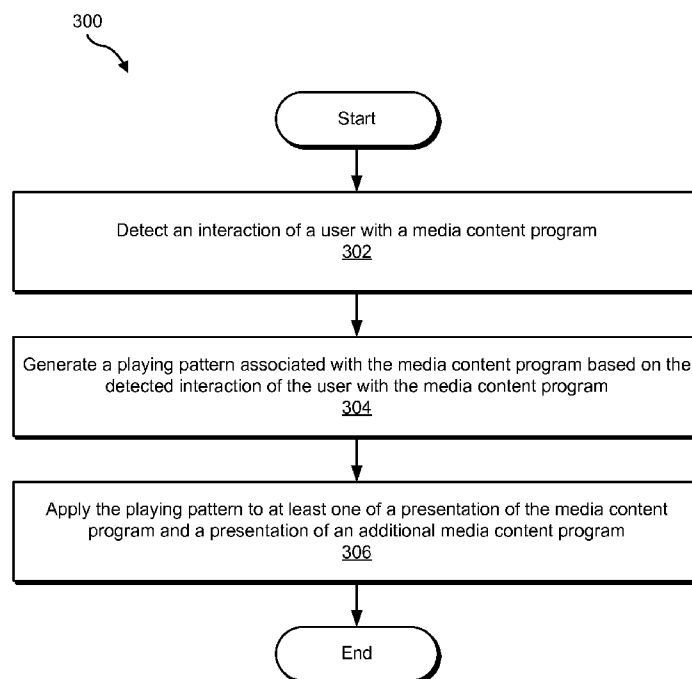 300
Start
Detect an interaction of a user with a media content program
302
Generate a playing pattern associated with the media content program based on the
detected interaction of the user with the media content program
304
Apply the playing pattern to at least one of a presentation of the media content
program and a presentation of an additional media content program
306
End